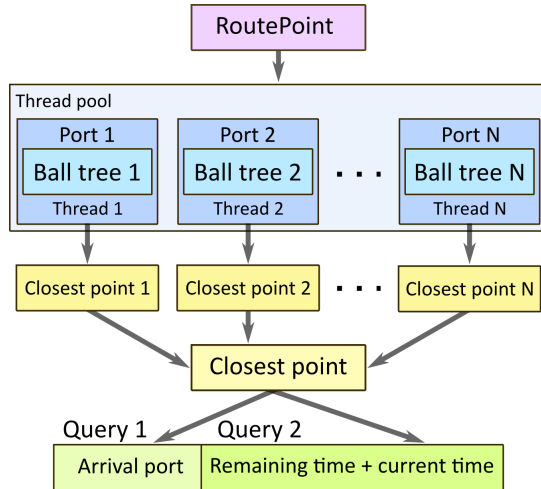 RoutePoint
Thread pool
Port 1 Port 2 Port N
Ball tree 1 Ball tree 2 . . . Ball tree N
Thread 1 Thread 2 Thread N
Closest point 1 Closest point 2 . . . Closest point N
Closest point
Query 1 Query 2
Arrival port Remaining time + current time